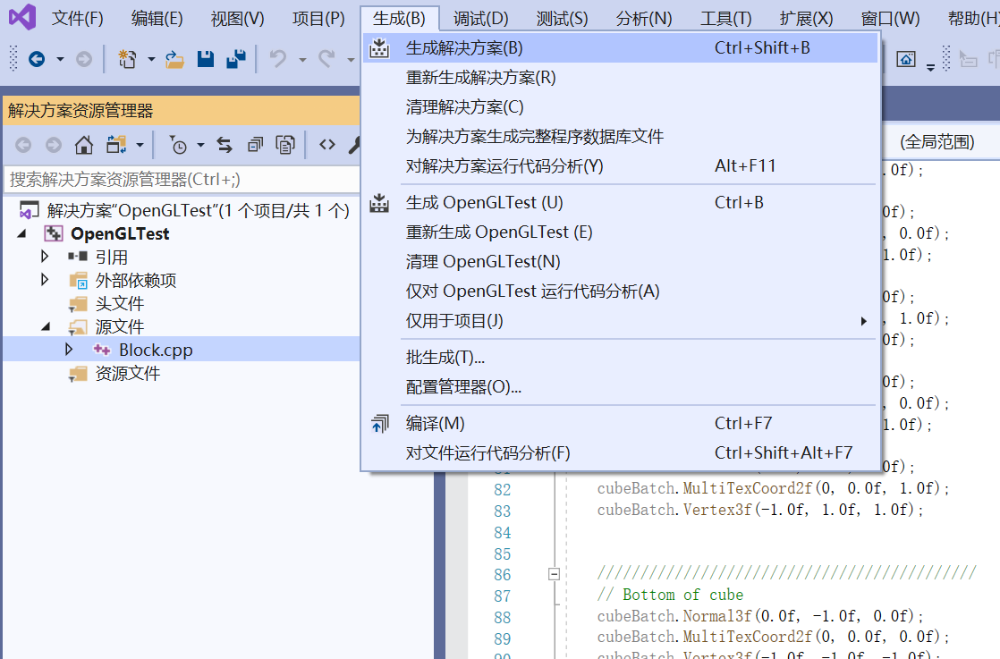 文件(F) 编辑(E) 视图(V) 项目(P) 生成(B) 调试(D) 测试(S) 分析(N) 工具(T) 扩展(X) 窗口(W) 帮助(H)
生成解决方案(B) Ctrl+Shift+B
重新生成解决方案(R)
清理解决方案(C)
为解决方案生成完整程序数据库文件
对解决方案运行代码分析(Y) Alt+F11
生成 OpenGLTest (U) Ctrl+B
重新生成 OpenGLTest (E)
清理 OpenGLTest(N)
仅对 OpenGLTest 运行代码分析(A)
仅用于项目(J)
批生成(T)...
配置管理器(O)...
编译(M) Ctrl+F7
对文件运行代码分析(F) Ctrl+Shift+Alt+F7
解决方案资源管理器
搜索解决方案资源管理器(Ctrl+;)
解决方案“OpenGLTest”(1 个项目/共 1 个)
OpenGLTest
引用
外部依赖项
头文件
源文件
Block.cpp
资源文件
(全局范围)
.0f);
0f);
, 0.0f);
1.0f);
0f);
, 1.0f);
0f);
0f);
, 0.0f);
1.0f);
0f);
82 cubeBatch.MultiTexCoord2f(0, 0.0f, 1.0f);
83 cubeBatch.Vertex3f(-1.0f, 1.0f, 1.0f);
84
85
86 ////////////////////////////////////////////
87 // Bottom of cube
88 cubeBatch.Normal3f(0.0f, -1.0f, 0.0f);
89 cubeBatch.MultiTexCoord2f(0, 0.0f, 0.0f);
90 cubeBatch.Vertex3f(-1.0f, -1.0f, -1.0f);